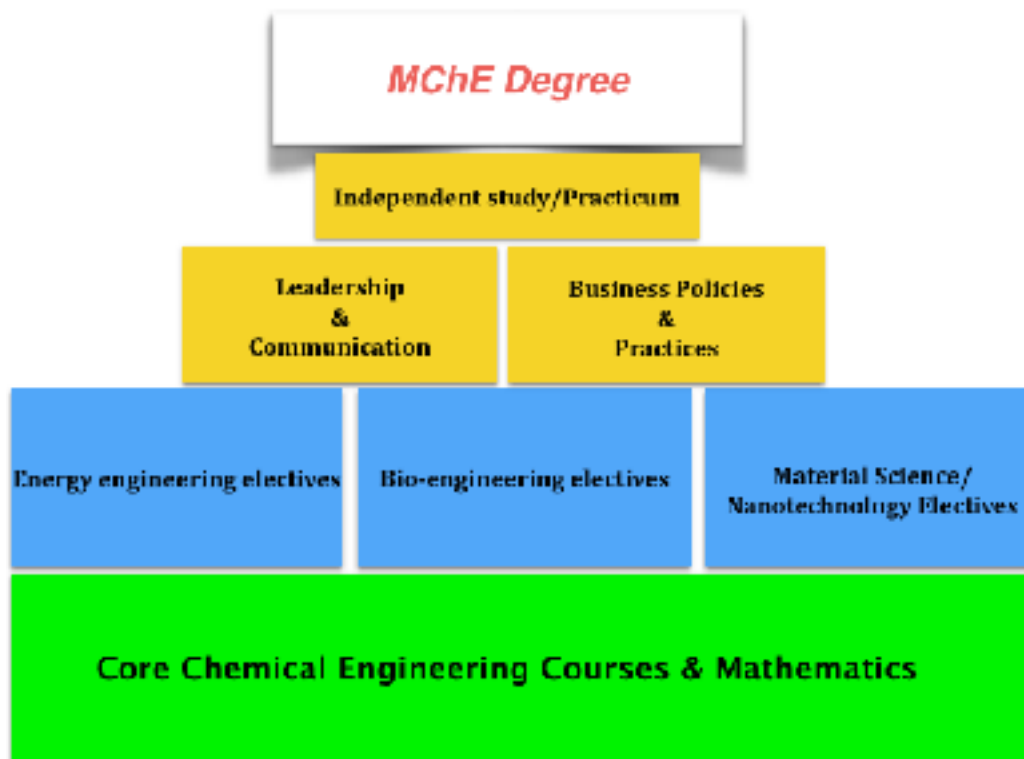 MChE Degree
Independent study/Practicum
Leadership
&
Communication
Business Policies
&
Practices
Energy engineering electives
Bio-engineering electives
Material Science/
Nanotechnology Electives
Core Chemical Engineering Courses & Mathematics